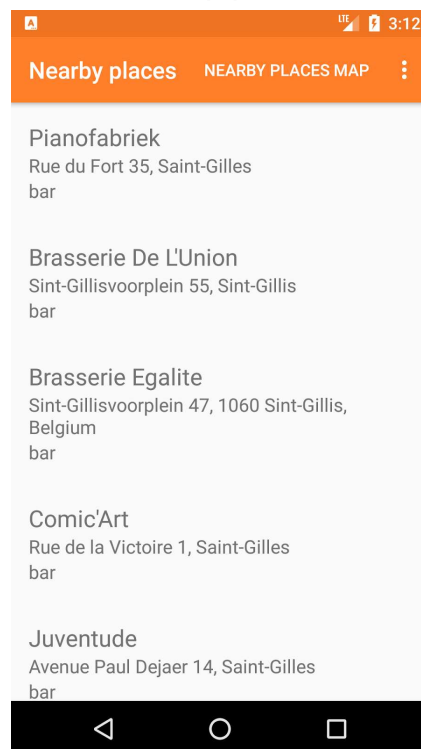 LTE 3:12
Nearby places NEARBY PLACES MAP
Pianofabriek
Rue du Fort 35, Saint-Gilles
bar
Brasserie De L'Union
Sint-Gillisvoorplein 55, Sint-Gillis
bar
Brasserie Egalite
Sint-Gillisvoorplein 47, 1060 Sint-Gillis,
Belgium
bar
Comic'Art
Rue de la Victoire 1, Saint-Gilles
bar
Juventude
Avenue Paul Dejaer 14, Saint-Gilles
bar